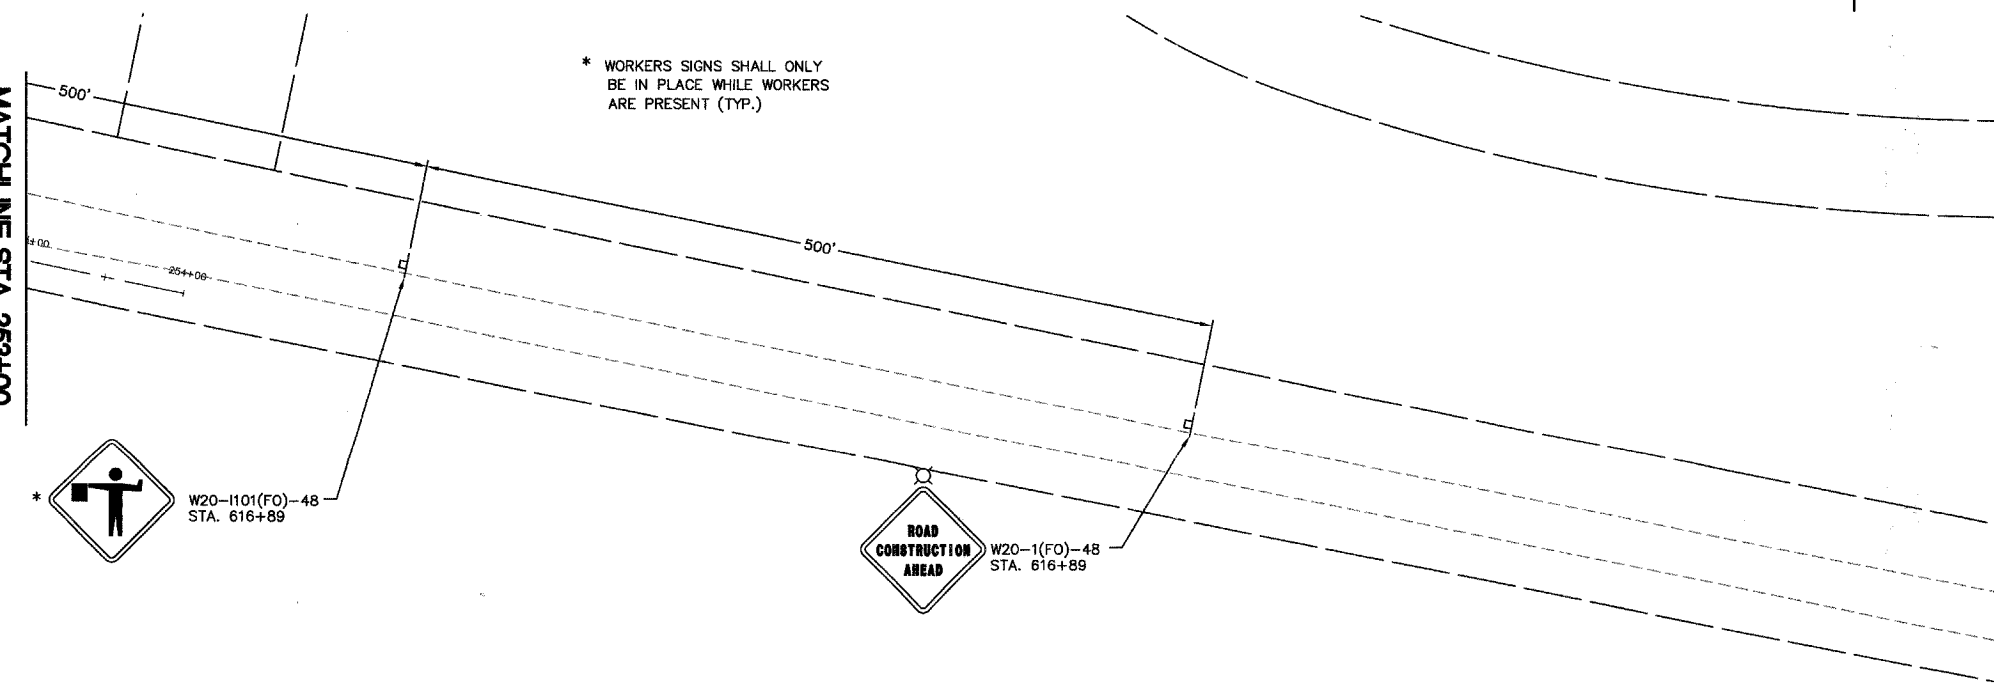 * WORKERS SIGNS SHALL ONLY
BE IN PLACE WHILE WORKERS
ARE PRESENT (TYP.)
500'
500'
254+00
*
W20-I101(FO)-48
STA. 616+89
ROAD
CONSTRUCTION
AHEAD
W20-1(FO)-48
STA. 616+89